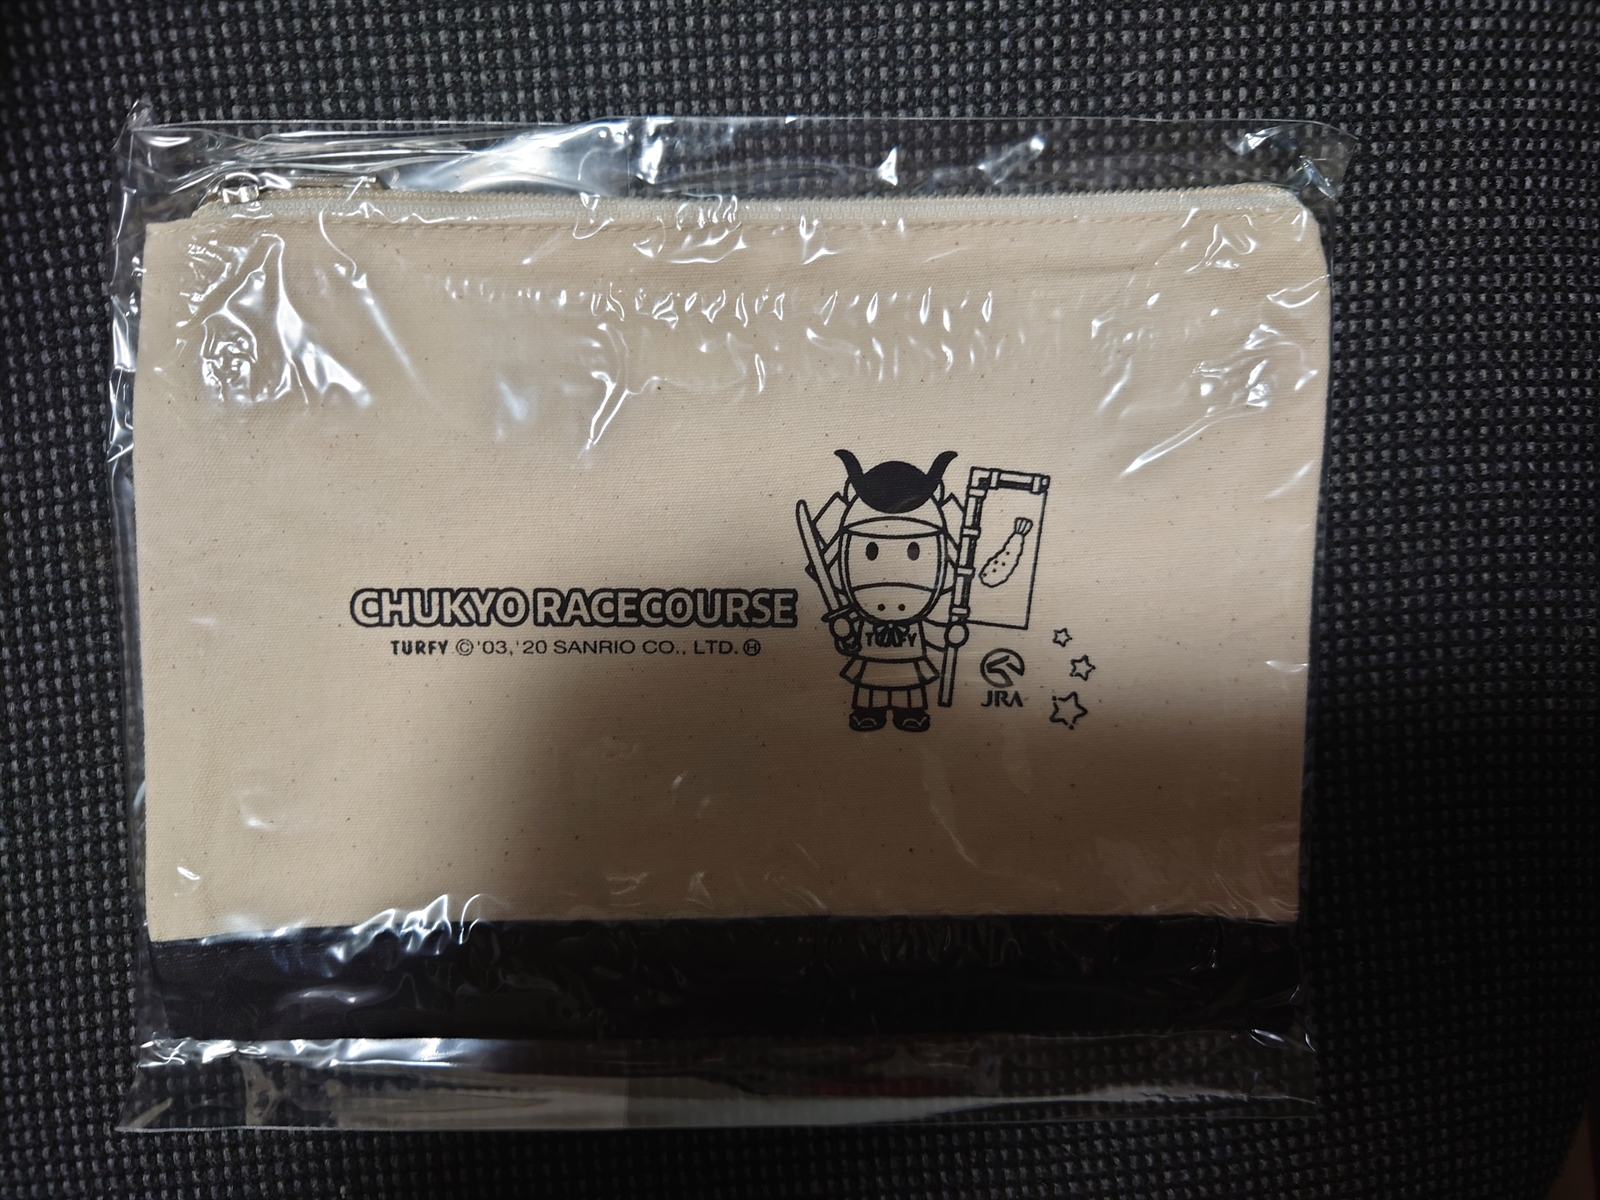 CHUKYO RACECOURSE
TURFY © '03, '20 SANRIO CO., LTD. Ⓗ
TURFY
JRA